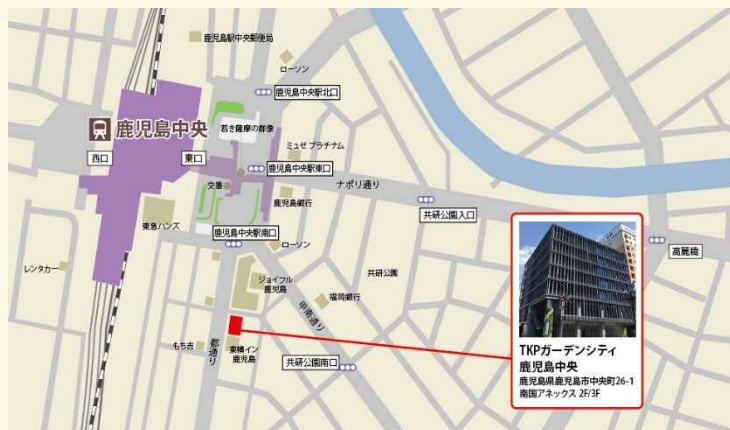 鹿児島駅中央郵便局
ローソン
鹿児島中央駅北口
鹿児島中央
若き薩摩の群像
西口
東口
ミュゼ プラチナム
鹿児島中央駅東口
交番
ナポリ通り
鹿児島銀行
共研公園入口
東急ハンズ
鹿児島中央駅南口
ローソン
高麗橋
レンタカー
ジョイフル
鹿児島
共研公園
福岡銀行
甲南通り
もち吉
都通り
東横イン
鹿児島
共研公園南口
TKPガーデンシティ
鹿児島中央
鹿児島県鹿児島市中央町26-1
南国アネックス 2F/3F